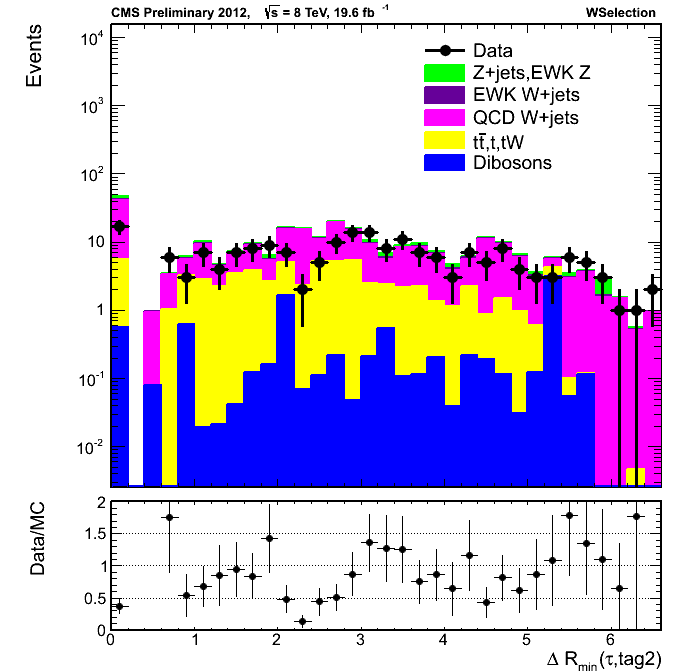 CMS Preliminary 2012, √s = 8 TeV, 19.6 fb⁻¹ WSelection
Events
10⁴
10³
10²
10
1
10⁻¹
10⁻²
Data
Z+jets,EWK Z
EWK W+jets
QCD W+jets
tt̄,t,tW
Dibosons
Data/MC
2
1.5
1
0.5
0
0 1 2 3 4 5 6
Δ R_min(τ,tag2)